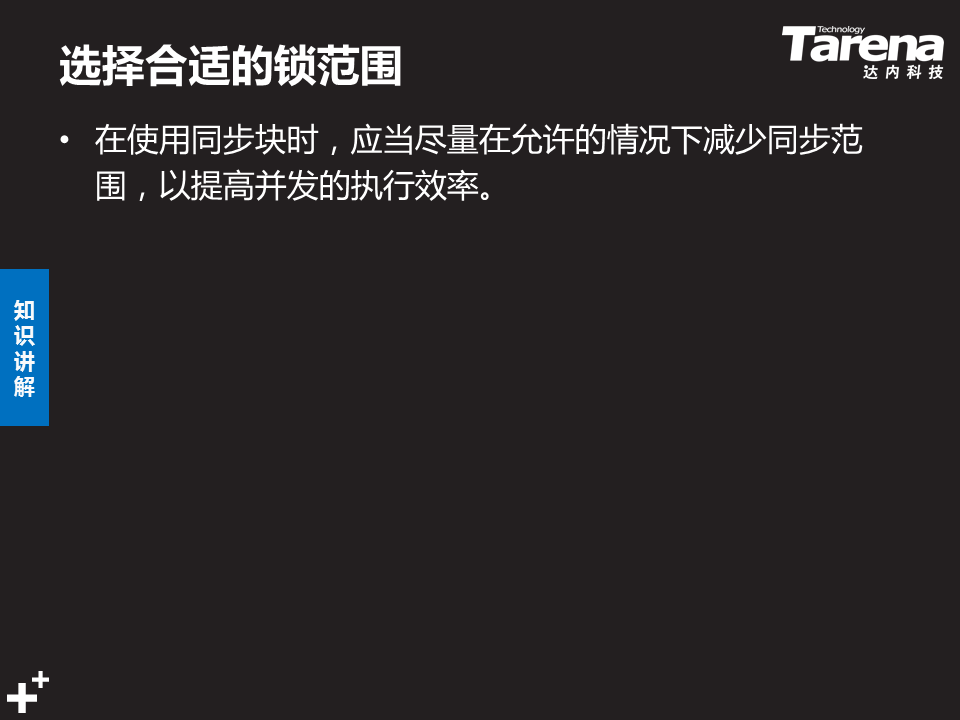 选择合适的锁范围
Technology
Tarena
达内科技
• 在使用同步块时，应当尽量在允许的情况下减少同步范
围，以提高并发的执行效率。
知
识
讲
解